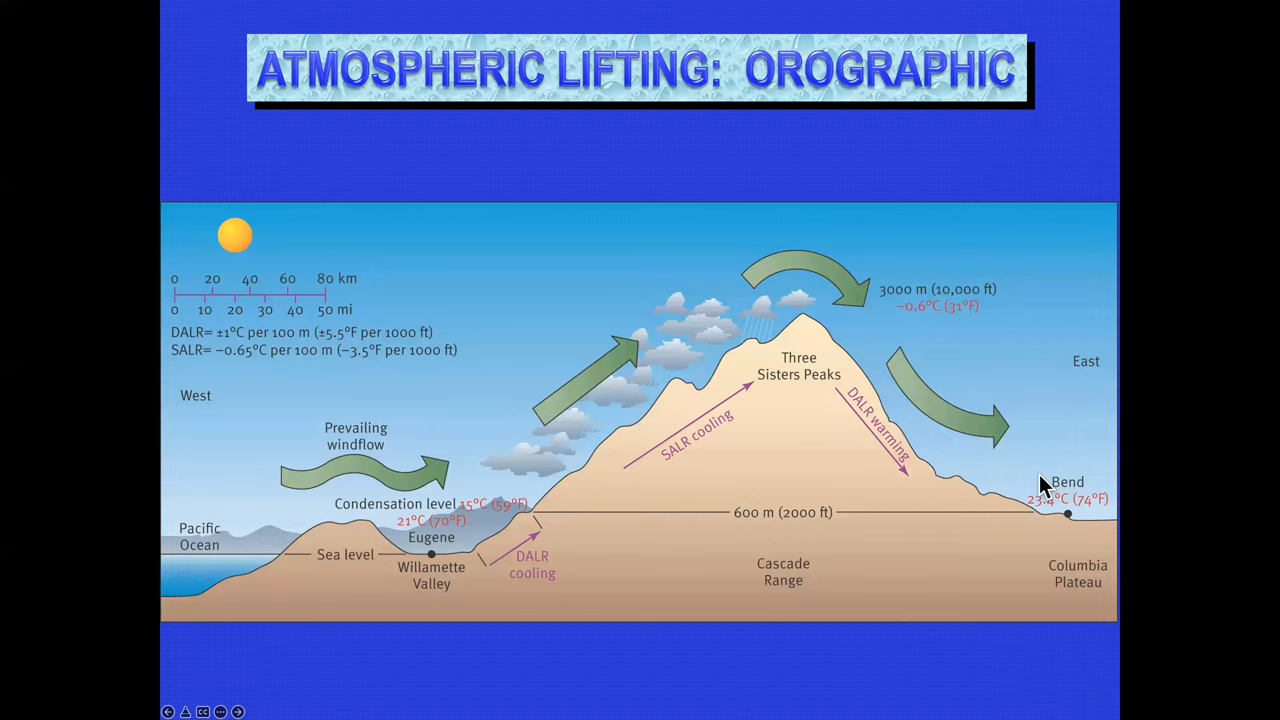 ATMOSPHERIC LIFTING: OROGRAPHIC
0 20 40 60 80 km
0 10 20 30 40 50 mi
DALR= ±1°C per 100 m (±5.5°F per 1000 ft)
SALR= −0.65°C per 100 m (−3.5°F per 1000 ft)
3000 m (10,000 ft)
−0.6°C (31°F)
West
East
Three
Sisters Peaks
SALR cooling
DALR warming
Prevailing
windflow
Condensation level 15°C (59°F)
21°C (70°F)
Eugene
Bend
23.4°C (74°F)
600 m (2000 ft)
Pacific
Ocean
Sea level
Willamette
Valley
DALR
cooling
Cascade
Range
Columbia
Plateau
CC